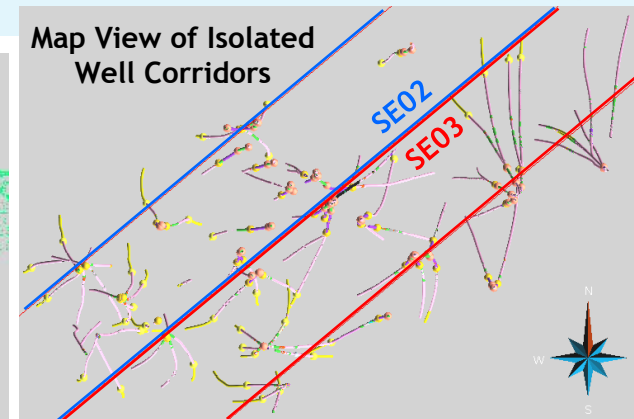 Map View of Isolated
Well Corridors
SE02
SE03
N
W
E
S